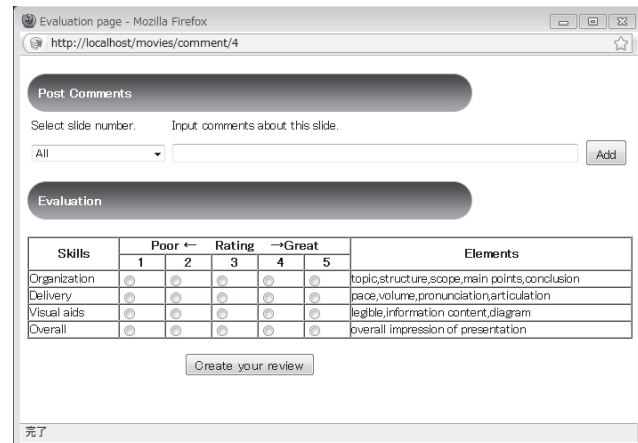 Evaluation page - Mozilla Firefox
http://localhost/movies/comment/4
Post Comments
Select slide number. Input comments about this slide.
All Add
Evaluation
Skills Poor ← Rating →Great Elements
1 2 3 4 5
Organization topic,structure,scope,main points,conclusion
Delivery pace,volume,pronunciation,articulation
Visual aids legible,information content,diagram
Overall overall impression of presentation
Create your review
完了